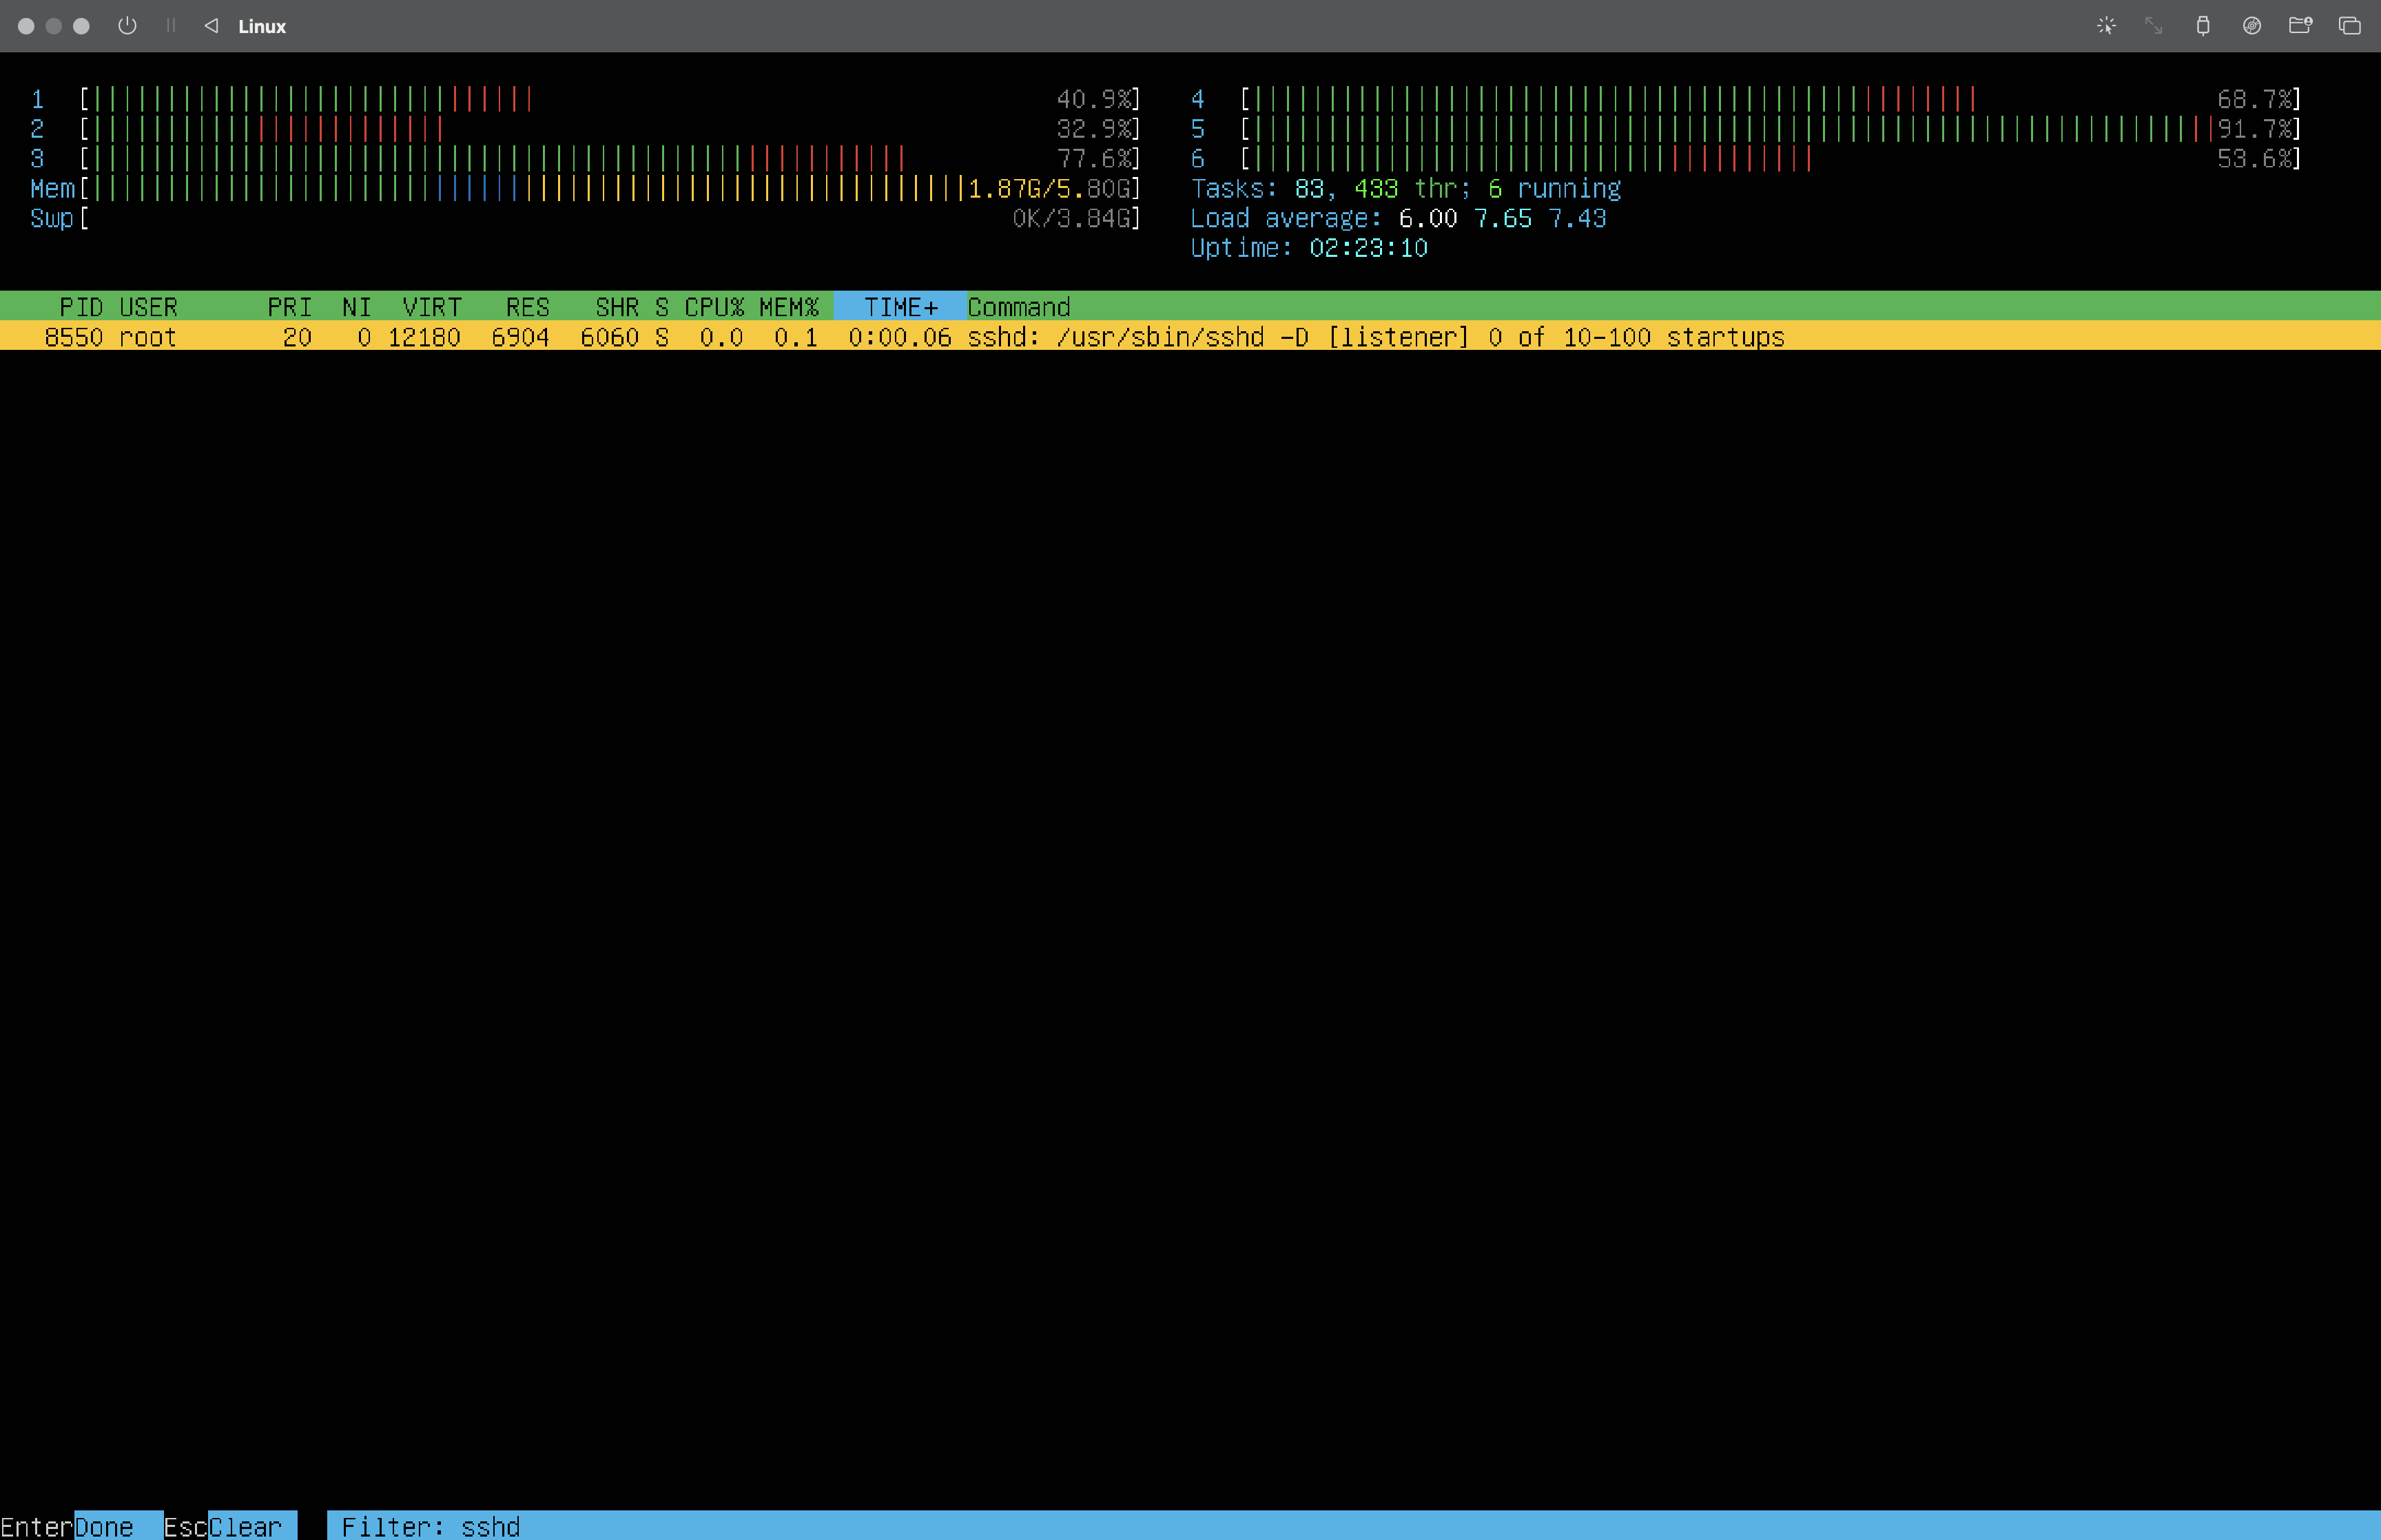 Linux
1 [|||||||||||||||||||||||||||||| 40.9%] 4 [||||||||||||||||||||||||||||||||||||||||||||||||| 68.7%]
2 [|||||||||||||||||||||||| 32.9%] 5 [|||||||||||||||||||||||||||||||||||||||||||||||||||||||||||||||||91.7%]
3 [||||||||||||||||||||||||||||||||||||||||||||||||||||||| 77.6%] 6 [|||||||||||||||||||||||||||||||||||||| 53.6%]
Mem[|||||||||||||||||||||||||||||||||||||||||||||||||||||||||||1.87G/5.80G] Tasks: 83, 433 thr; 6 running
Swp[ 0K/3.84G] Load average: 6.00 7.65 7.43
Uptime: 02:23:10
PID USER PRI NI VIRT RES SHR S CPU% MEM% TIME+ Command
8550 root 20 0 12180 6904 6060 S 0.0 0.1 0:00.06 sshd: /usr/sbin/sshd -D [listener] 0 of 10-100 startups
EnterDone EscClear Filter: sshd